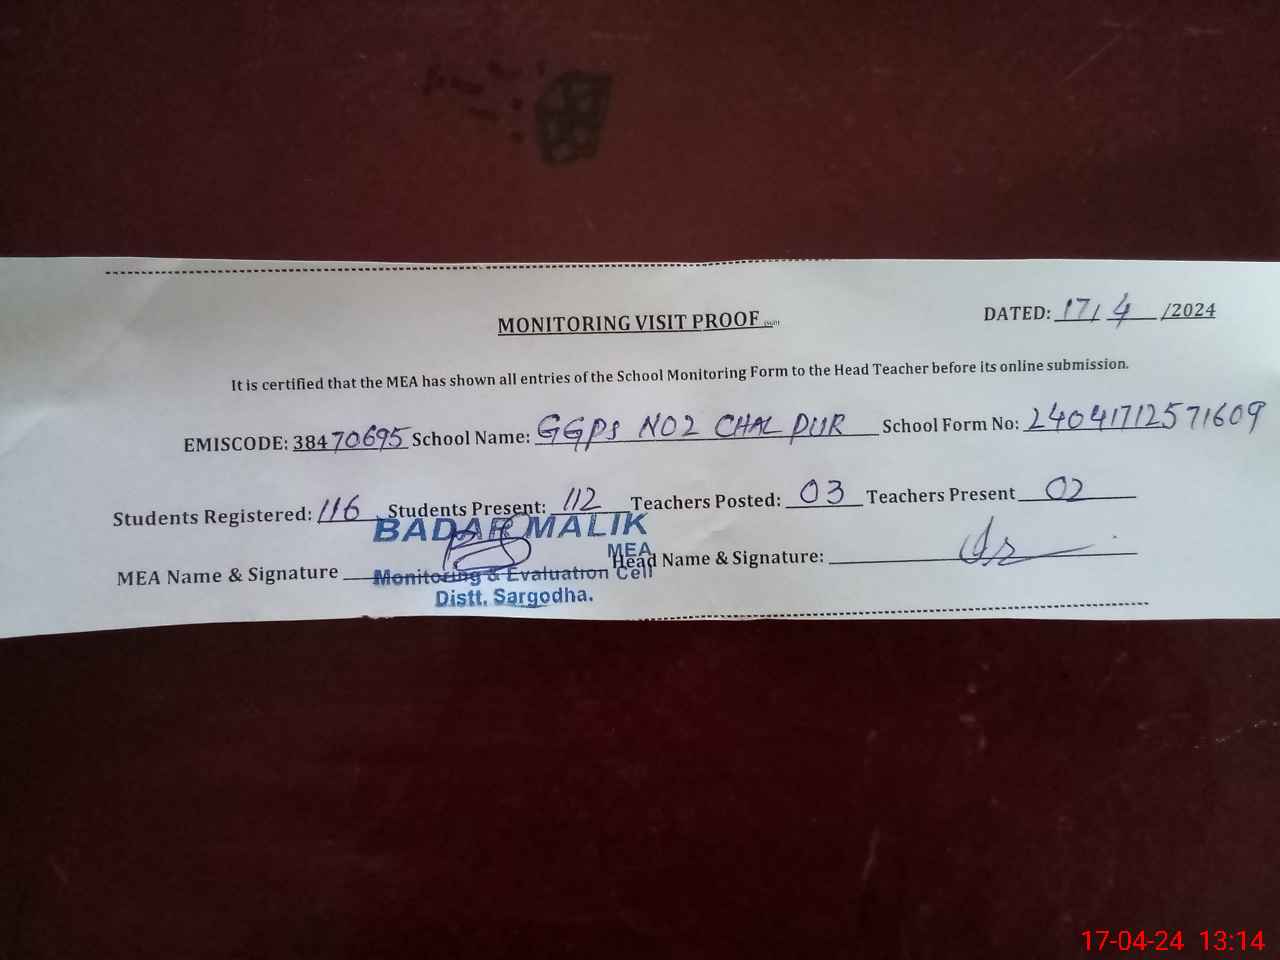 MONITORING VISIT PROOF
DATED: 17/ 4 /2024
It is certified that the MEA has shown all entries of the School Monitoring Form to the Head Teacher before its online submission.
EMISCODE: 38470695 School Name: GGPS NO2 CHAK PUR School Form No: 24041712571609
Students Registered: 116 Students Present: 112 Teachers Posted: 03 Teachers Present 02
BADAR MALIK
MEA
MEA Name & Signature Head Name & Signature:
Monitoring & Evaluation Cell
Distt. Sargodha.
17-04-24 13:14